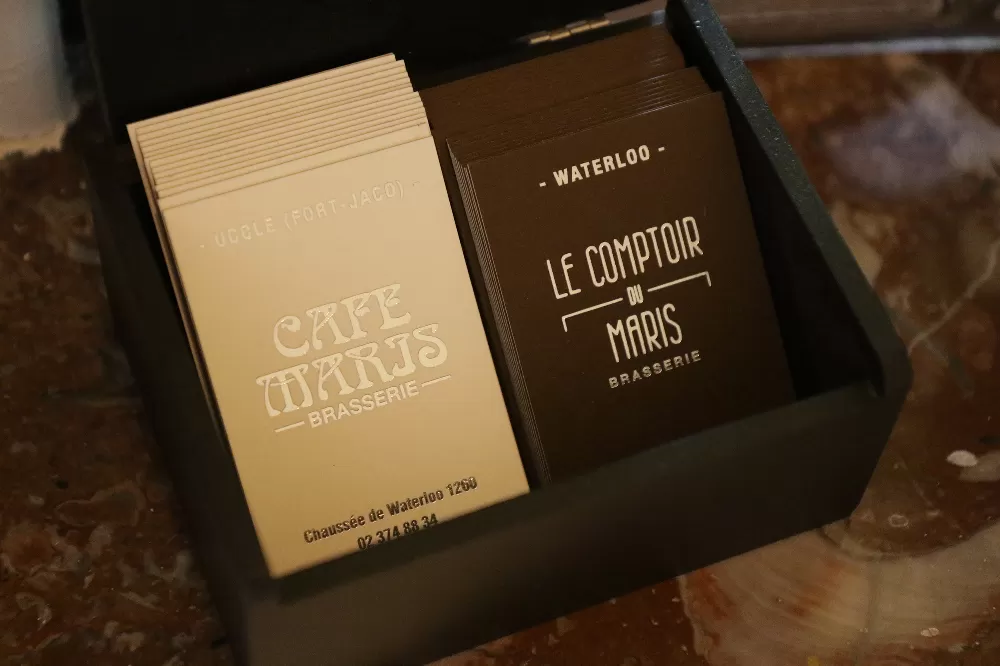 - UCCLE (FORT-JACO) -
CAFE
MARIS
BRASSERIE
Chaussée de Waterloo 1260
02 374 88 34
- WATERLOO -
LE COMPTOIR
DU
MARIS
BRASSERIE